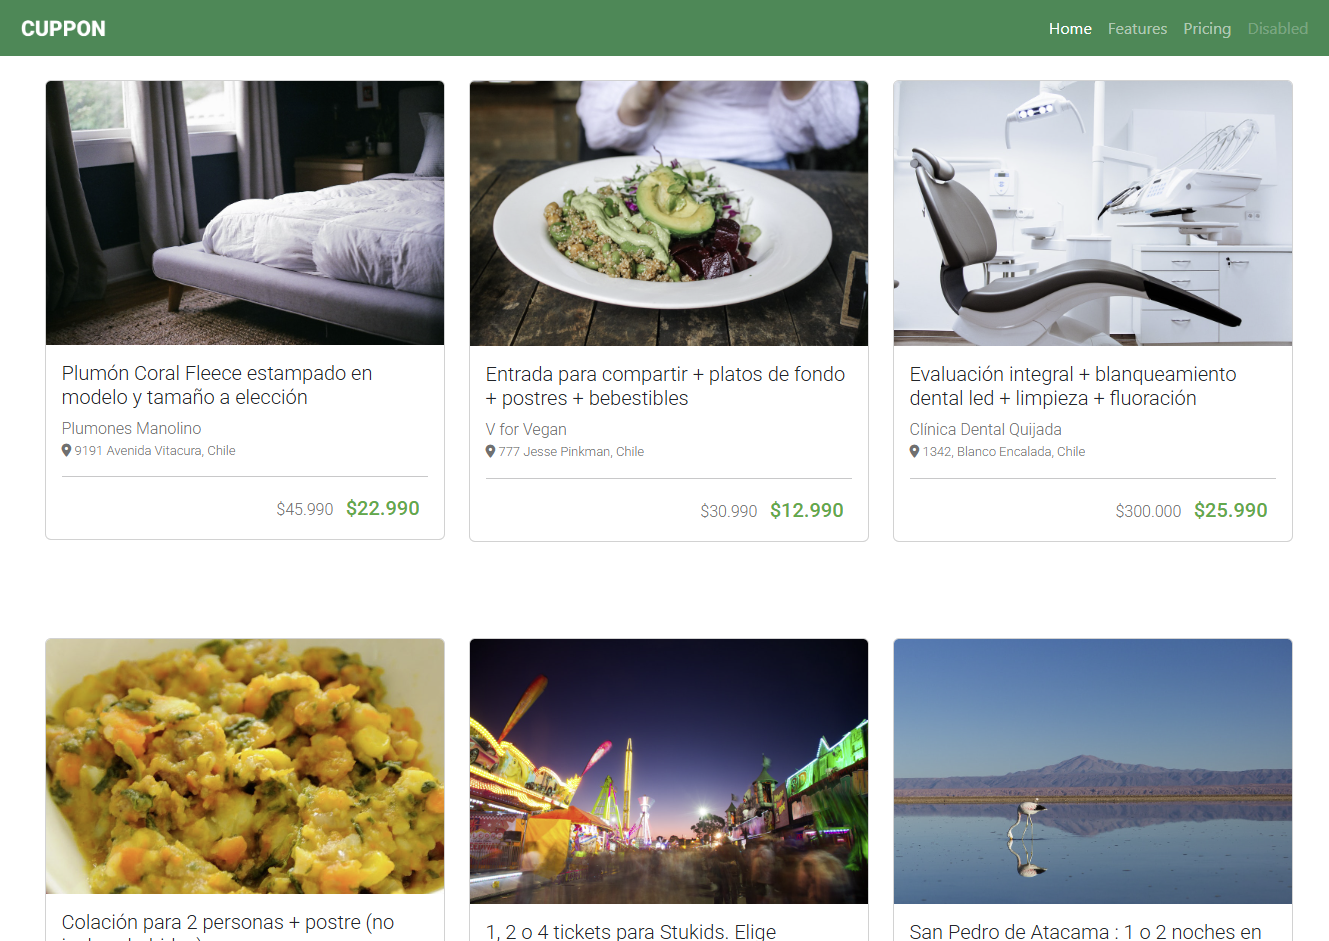 CUPPON
Home Features Pricing Disabled
Plumón Coral Fleece estampado en
modelo y tamaño a elección
Plumones Manolino
9191 Avenida Vitacura, Chile
$45.990 $22.990
Entrada para compartir + platos de fondo
+ postres + bebestibles
V for Vegan
777 Jesse Pinkman, Chile
$30.990 $12.990
Evaluación integral + blanqueamiento
dental led + limpieza + fluoración
Clínica Dental Quijada
1342, Blanco Encalada, Chile
$300.000 $25.990
Colación para 2 personas + postre (no
1, 2 o 4 tickets para Stukids. Elige
San Pedro de Atacama : 1 o 2 noches en